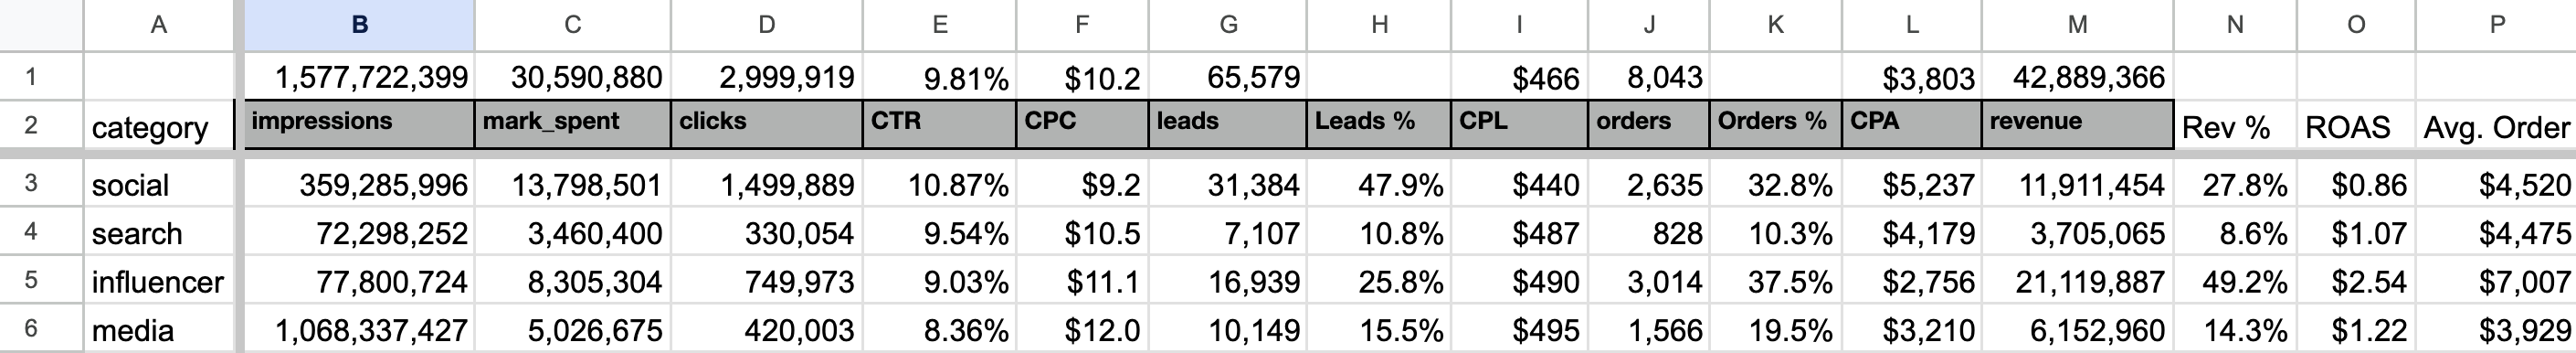 A B C D E F G H I J K L M N O P
1 1,577,722,399 30,590,880 2,999,919 9.81% $10.2 65,579 $466 8,043 $3,803 42,889,366
2 category impressions mark_spent clicks CTR CPC leads Leads % CPL orders Orders % CPA revenue Rev % ROAS Avg. Order
3 social 359,285,996 13,798,501 1,499,889 10.87% $9.2 31,384 47.9% $440 2,635 32.8% $5,237 11,911,454 27.8% $0.86 $4,520
4 search 72,298,252 3,460,400 330,054 9.54% $10.5 7,107 10.8% $487 828 10.3% $4,179 3,705,065 8.6% $1.07 $4,475
5 influencer 77,800,724 8,305,304 749,973 9.03% $11.1 16,939 25.8% $490 3,014 37.5% $2,756 21,119,887 49.2% $2.54 $7,007
6 media 1,068,337,427 5,026,675 420,003 8.36% $12.0 10,149 15.5% $495 1,566 19.5% $3,210 6,152,960 14.3% $1.22 $3,929